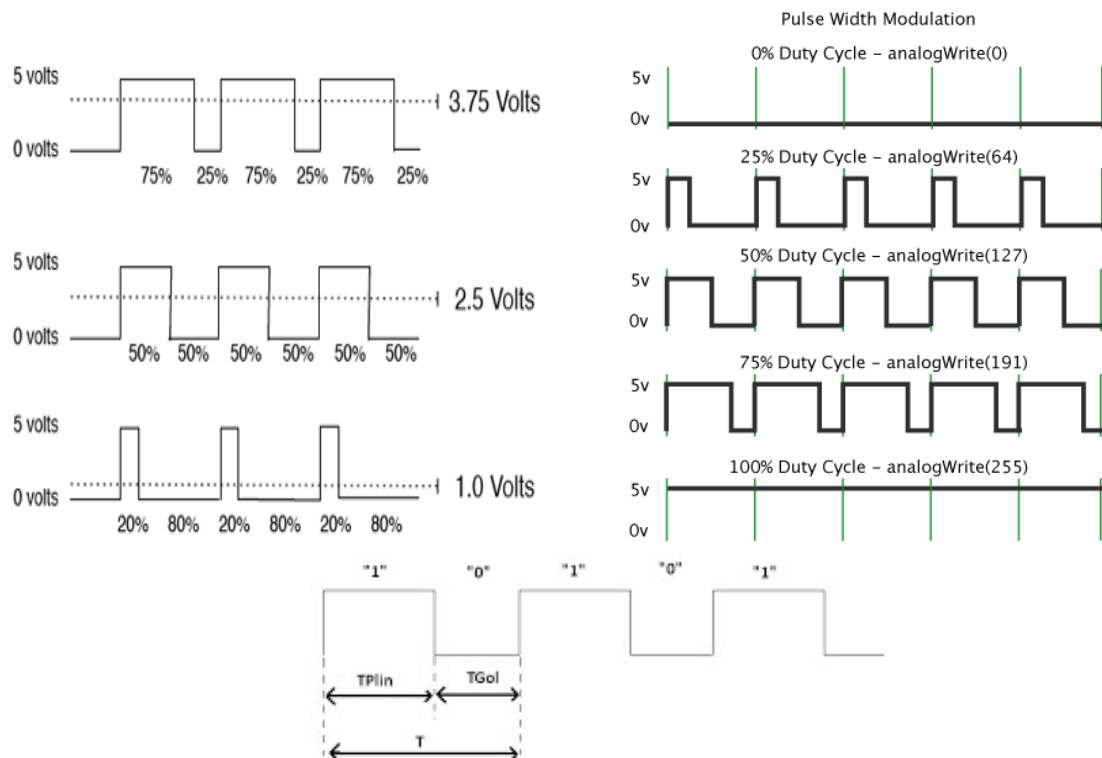 5 volts
3.75 Volts
0 volts
75% 25% 75% 25% 75% 25%
5 volts
2.5 Volts
0 volts
50% 50% 50% 50% 50% 50%
5 volts
1.0 Volts
0 volts
20% 80% 20% 80% 20% 80%
Pulse Width Modulation
0% Duty Cycle – analogWrite(0)
5v
0v
25% Duty Cycle – analogWrite(64)
5v
0v
50% Duty Cycle – analogWrite(127)
5v
0v
75% Duty Cycle – analogWrite(191)
5v
0v
100% Duty Cycle – analogWrite(255)
5v
0v
"1" "0" "1" "0" "1"
TPlin TGol
T